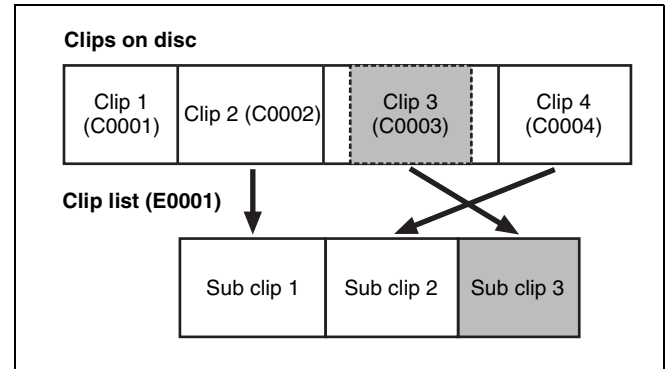 Clips on disc
Clip 1
(C0001)
Clip 2 (C0002)
Clip 3
(C0003)
Clip 4
(C0004)
Clip list (E0001)
Sub clip 1
Sub clip 2
Sub clip 3